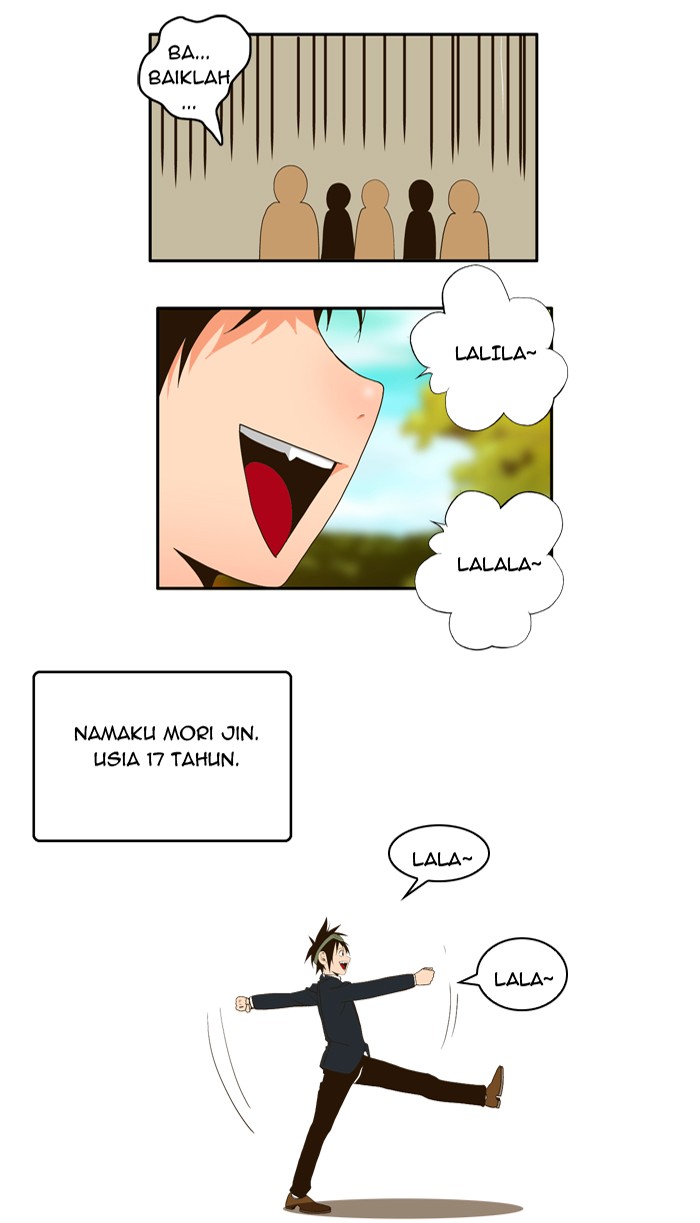 BA...
BAIKLAH
...
LALILA~
LALALA~
NAMAKU MORI JIN.
USIA 17 TAHUN.
LALA~
LALA~